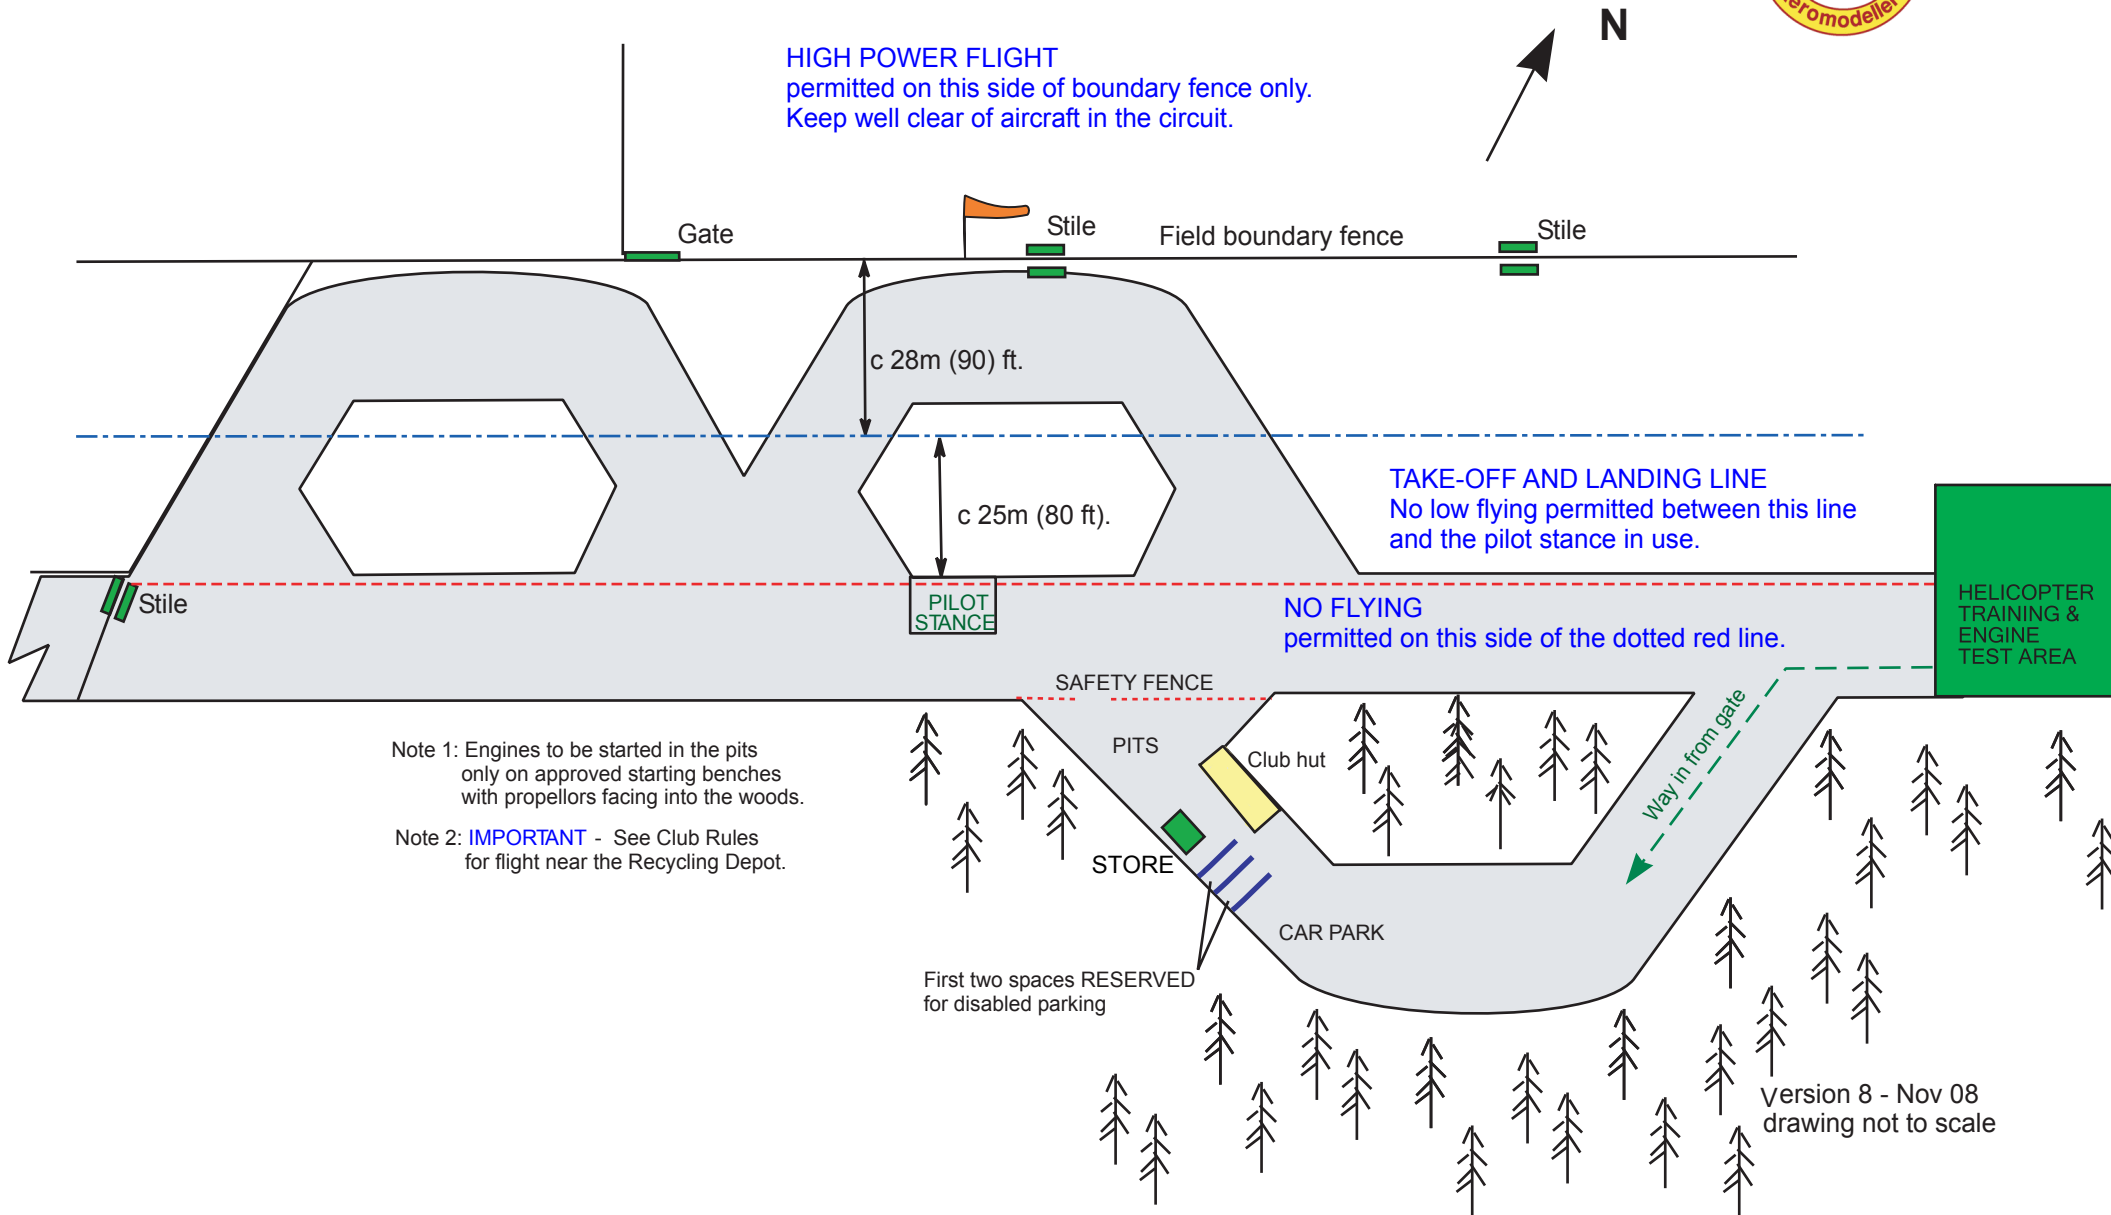 N
eromodeller
HIGH POWER FLIGHT
permitted on this side of boundary fence only.
Keep well clear of aircraft in the circuit.
Gate
Stile
Field boundary fence
Stile
c 28m (90) ft.
c 25m (80 ft).
TAKE-OFF AND LANDING LINE
No low flying permitted between this line
and the pilot stance in use.
Stile
PILOT
STANCE
NO FLYING
permitted on this side of the dotted red line.
HELICOPTER
TRAINING &
ENGINE
TEST AREA
SAFETY FENCE
Way in from gate
PITS
Club hut
Note 1: Engines to be started in the pits
only on approved starting benches
with propellors facing into the woods.
Note 2: IMPORTANT - See Club Rules
for flight near the Recycling Depot.
STORE
CAR PARK
First two spaces RESERVED
for disabled parking
Version 8 - Nov 08
drawing not to scale